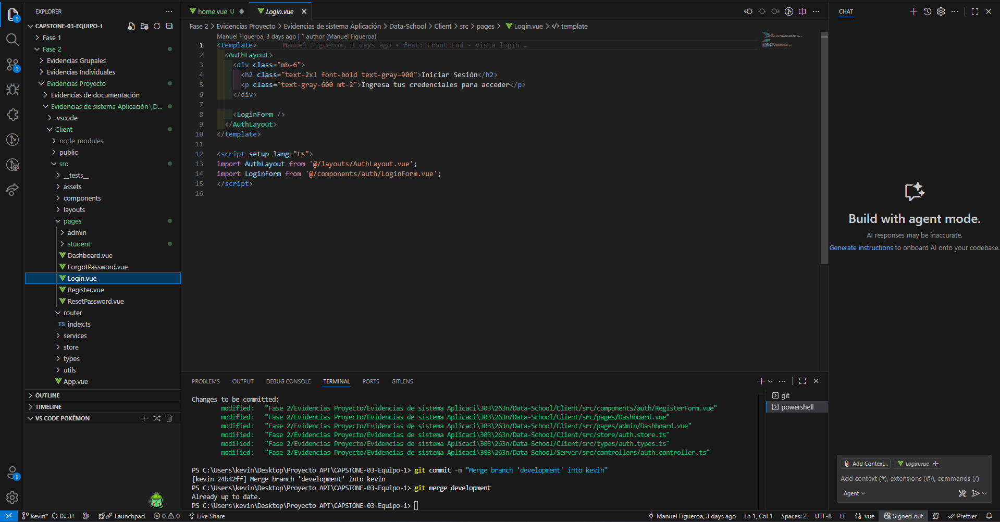 EXPLORER
CAPSTONE-03-EQUIPO-1
Fase 1
Fase 2
Evidencias Grupales
Evidencias Individuales
Evidencias Proyecto
Evidencias de documentación
Evidencias de sistema Aplicación\D...
.vscode
Client
node_modules
public
src
__tests__
assets
components
layouts
pages
admin
student
Dashboard.vue
ForgotPassword.vue
Login.vue
Register.vue
ResetPassword.vue
router
TS index.ts
services
store
types
utils
App.vue
OUTLINE
TIMELINE
VS CODE POKÉMON
1
1
1
home.vue U
Login.vue
Fase 2 > Evidencias Proyecto > Evidencias de sistema Aplicación > Data-School > Client > src > pages > Login.vue > template
Manuel Figueroa, 3 days ago | 1 author (Manuel Figueroa)
1 <template> Manuel Figueroa, 3 days ago • feat: Front End - Vista login …
2 <AuthLayout>
3 <div class="mb-6">
4 <h2 class="text-2xl font-bold text-gray-900">Iniciar Sesión</h2>
5 <p class="text-gray-600 mt-2">Ingresa tus credenciales para acceder</p>
6 </div>
7
8 <LoginForm />
9 </AuthLayout>
10 </template>
11
12 <script setup lang="ts">
13 import AuthLayout from '@/layouts/AuthLayout.vue';
14 import LoginForm from '@/components/auth/LoginForm.vue';
15 </script>
16
PROBLEMS OUTPUT DEBUG CONSOLE TERMINAL PORTS GITLENS
Changes to be committed:
modified: "Fase 2/Evidencias Proyecto/Evidencias de sistema Aplicaci\303\263n/Data-School/Client/src/components/auth/RegisterForm.vue"
modified: "Fase 2/Evidencias Proyecto/Evidencias de sistema Aplicaci\303\263n/Data-School/Client/src/pages/Dashboard.vue"
modified: "Fase 2/Evidencias Proyecto/Evidencias de sistema Aplicaci\303\263n/Data-School/Client/src/pages/admin/Dashboard.vue"
modified: "Fase 2/Evidencias Proyecto/Evidencias de sistema Aplicaci\303\263n/Data-School/Client/src/store/auth.store.ts"
modified: "Fase 2/Evidencias Proyecto/Evidencias de sistema Aplicaci\303\263n/Data-School/Client/src/types/auth.types.ts"
modified: "Fase 2/Evidencias Proyecto/Evidencias de sistema Aplicaci\303\263n/Data-School/Server/src/controllers/auth.controller.ts"
PS C:\Users\kevin\Desktop\Proyecto APT\CAPSTONE-03-Equipo-1> git commit -m "Merge branch 'development' into kevin"
[kevin 24b42ff] Merge branch 'development' into kevin
PS C:\Users\kevin\Desktop\Proyecto APT\CAPSTONE-03-Equipo-1> git merge development
Already up to date.
PS C:\Users\kevin\Desktop\Proyecto APT\CAPSTONE-03-Equipo-1>
git
powershell
CHAT
Build with agent mode.
AI responses may be inaccurate.
Generate instructions to onboard AI onto your codebase.
Add Context... Login.vue +
Add context (#), extensions (@), commands (/)
Agent
kevin* 0↓ 3↑ Launchpad 0 0 Live Share
Manuel Figueroa, 3 days ago Ln 1, Col 1 Spaces: 2 UTF-8 LF vue Signed out Prettier